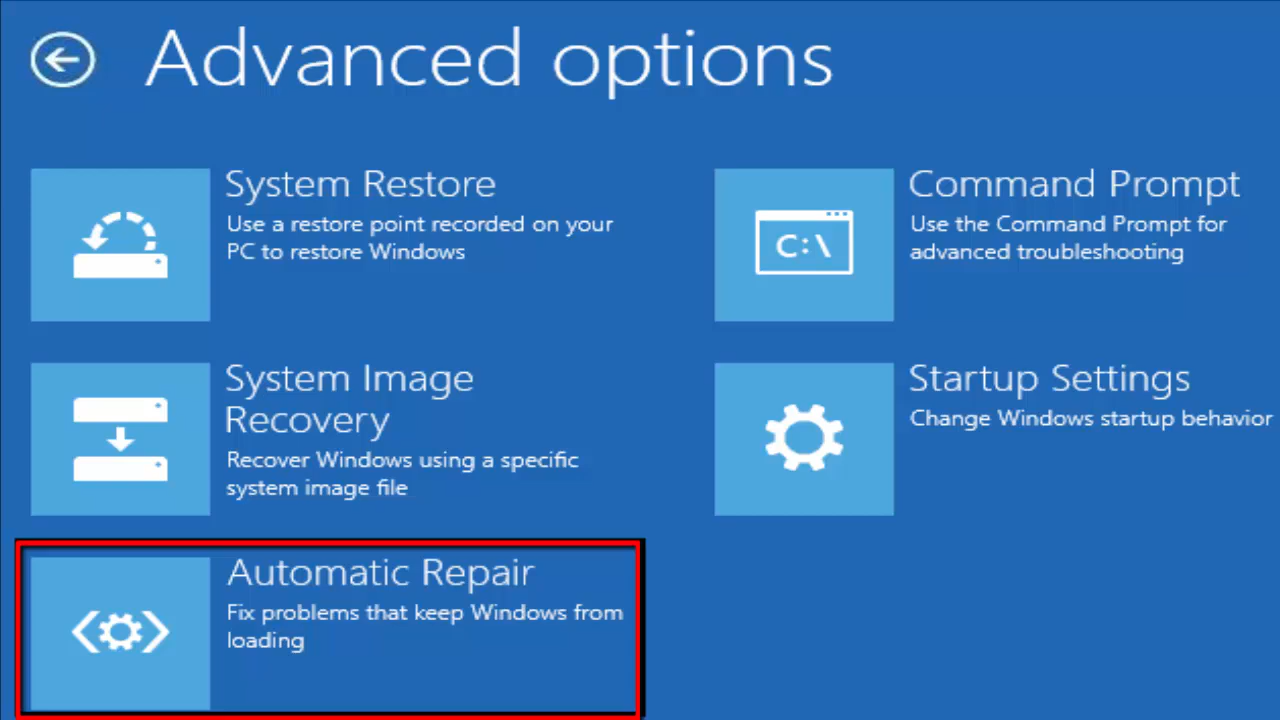 Advanced options
System Restore
Use a restore point recorded on your
PC to restore Windows
Command Prompt
Use the Command Prompt for
advanced troubleshooting
C:\
System Image
Recovery
Recover Windows using a specific
system image file
Startup Settings
Change Windows startup behavior
Automatic Repair
Fix problems that keep Windows from
loading